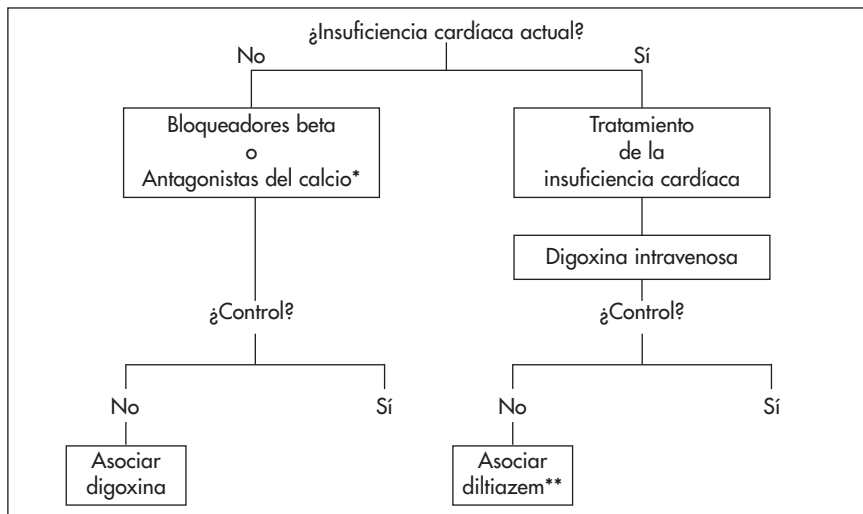 ¿Insuficiencia cardíaca actual?
No
Sí
Bloqueadores beta
o
Antagonistas del calcio*
Tratamiento
de la
insuficiencia cardíaca
Digoxina intravenosa
¿Control?
¿Control?
No
Sí
No
Sí
Asociar
digoxina
Asociar
diltiazem**